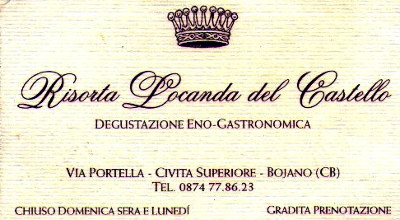 Risorta Locanda del Castello
Degustazione Eno-Gastronomica
Via Portella - Civita Superiore - Bojano (CB)
Tel. 0874 77.86.23
Chiuso Domenica sera e Lunedí
Gradita Prenotazione